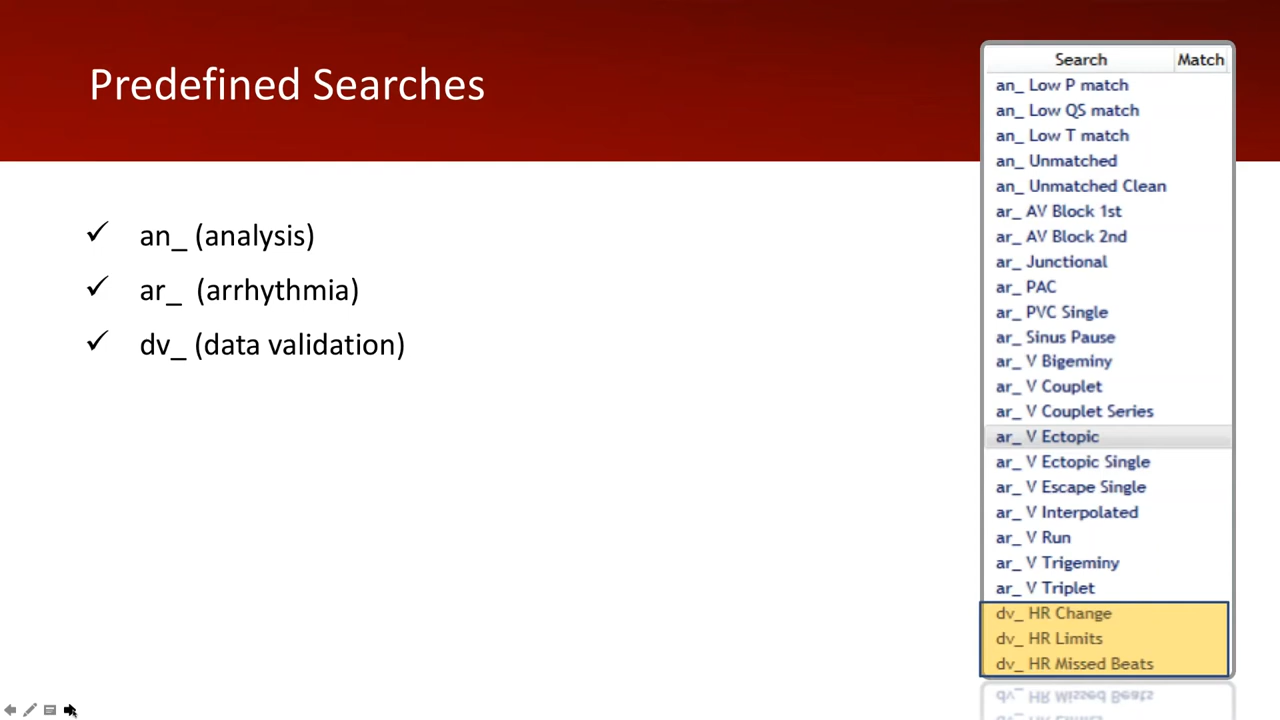 Predefined Searches
an_ (analysis)
ar_ (arrhythmia)
dv_ (data validation)
Search Match
an_ Low P match
an_ Low QS match
an_ Low T match
an_ Unmatched
an_ Unmatched Clean
ar_ AV Block 1st
ar_ AV Block 2nd
ar_ Junctional
ar_ PAC
ar_ PVC Single
ar_ Sinus Pause
ar_ V Bigeminy
ar_ V Couplet
ar_ V Couplet Series
ar_ V Ectopic
ar_ V Ectopic Single
ar_ V Escape Single
ar_ V Interpolated
ar_ V Run
ar_ V Trigeminy
ar_ V Triplet
dv_ HR Change
dv_ HR Limits
dv_ HR Missed Beats